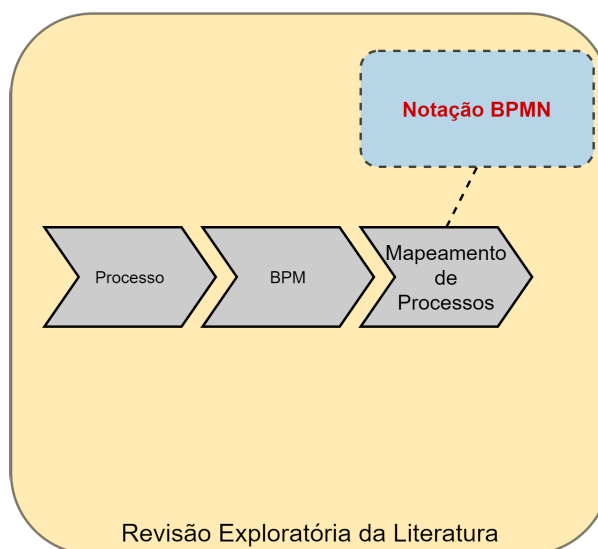 Notação BPMN
Processo
BPM
Mapeamento
de
Processos
Revisão Exploratória da Literatura